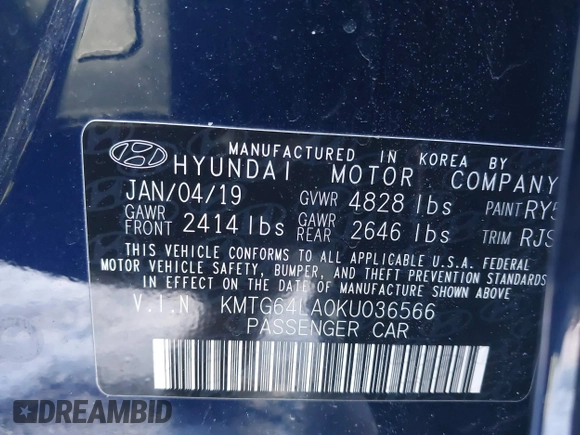 MANUFACTURED IN KOREA BY
HYUNDAI MOTOR COMPANY
JAN/04/19 GVWR 4828 lbs PAINT RY5
GAWR FRONT 2414 lbs GAWR REAR 2646 lbs TRIM RJS
THIS VEHICLE CONFORMS TO ALL APPLICABLE U.S.A. FEDERAL
MOTOR VEHICLE SAFETY, BUMPER, AND THEFT PREVENTION STANDARDS
IN EFFECT ON THE DATE OF MANUFACTURE SHOWN ABOVE
V.I.N KMTG64LA0KU036566
PASSENGER CAR
DREAMBID